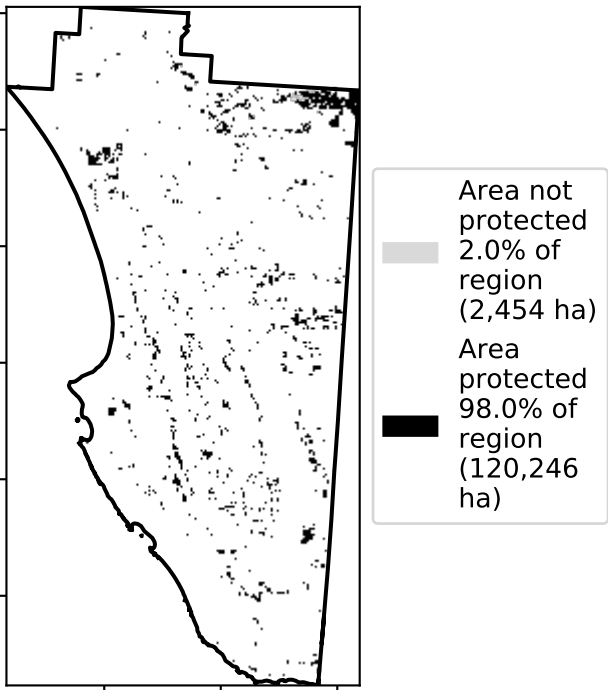 Area not
protected
2.0% of
region
(2,454 ha)
Area
protected
98.0% of
region
(120,246
ha)